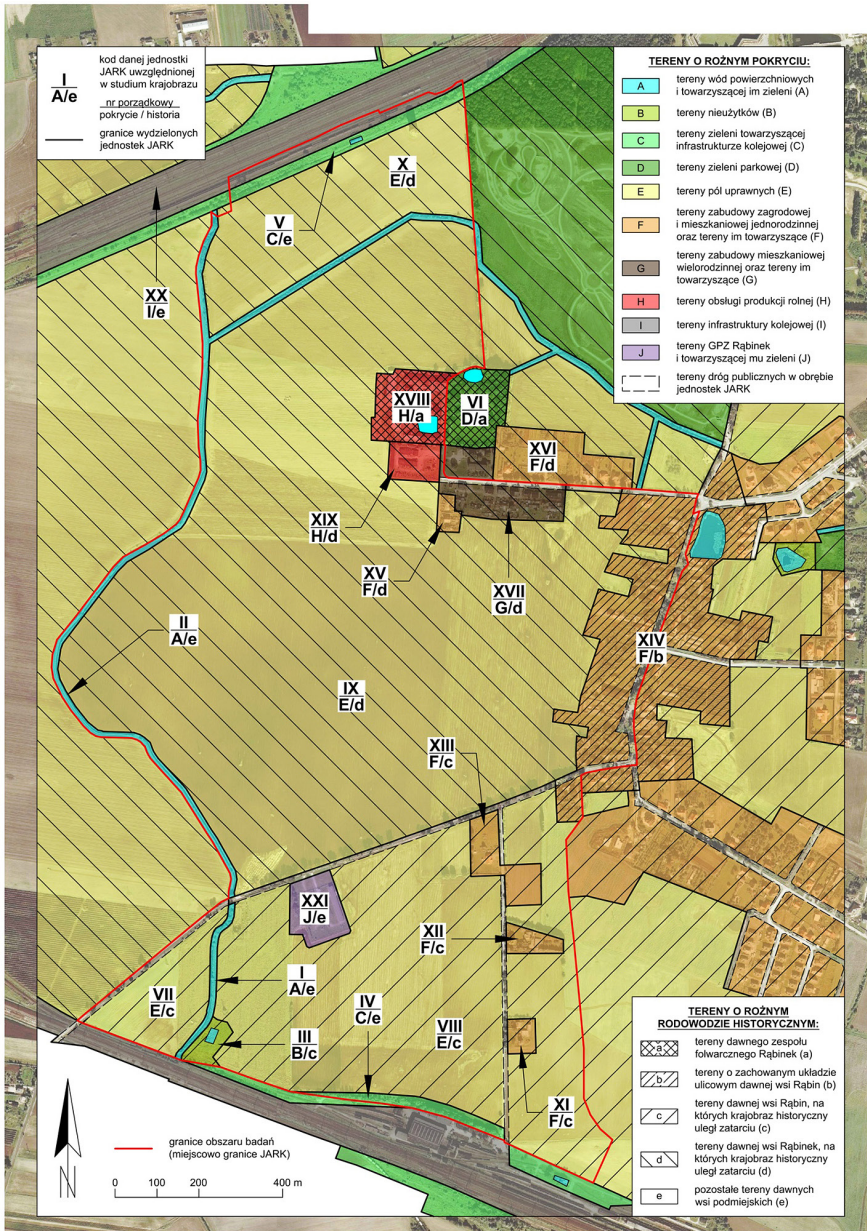 I
A/e
kod danej jednostki
JARK uwzględnionej
w studium krajobrazu
nr porządkowy
pokrycie / historia
granice wydzielonych
jednostek JARK
TERENY O ROŻNYM POKRYCIU:
A
tereny wód powierzchniowych
i towarzyszącej im zieleni (A)
B
tereny nieużytków (B)
C
tereny zieleni towarzyszącej
infrastrukturze kolejowej (C)
D
tereny zieleni parkowej (D)
E
tereny pól uprawnych (E)
F
tereny zabudowy zagrodowej
i mieszkaniowej jednorodzinnej
oraz tereny im towarzyszące (F)
G
tereny zabudowy mieszkaniowej
wielorodzinnej oraz tereny im
towarzyszące (G)
H
tereny obsługi produkcji rolnej (H)
I
tereny infrastruktury kolejowej (I)
J
tereny GPZ Rąbinek
i towarzyszącej mu zieleni (J)
tereny dróg publicznych w obrębie
jednostek JARK
X
E/d
V
C/e
XX
I/e
XVIII
H/a
VI
D/a
XVI
F/d
XIX
H/d
XV
F/d
XVII
G/d
II
A/e
XIV
F/b
IX
E/d
XIII
F/c
XXI
J/e
XII
F/c
I
A/e
VII
E/c
IV
C/e
VIII
E/c
III
B/c
XI
F/c
N
granice obszaru badań
(miejscowo granice JARK)
0 100 200 400 m
TERENY O ROŻNYM
RODOWODZIE HISTORYCZNYM:
a
tereny dawnego zespołu
folwarcznego Rąbinek (a)
b
tereny o zachowanym układzie
ulicowym dawnej wsi Rąbin (b)
c
tereny dawnej wsi Rąbin, na
których krajobraz historyczny
uległ zatarciu (c)
d
tereny dawnej wsi Rąbinek, na
których krajobraz historyczny
uległ zatarciu (d)
e
pozostałe tereny dawnych
wsi podmiejskich (e)